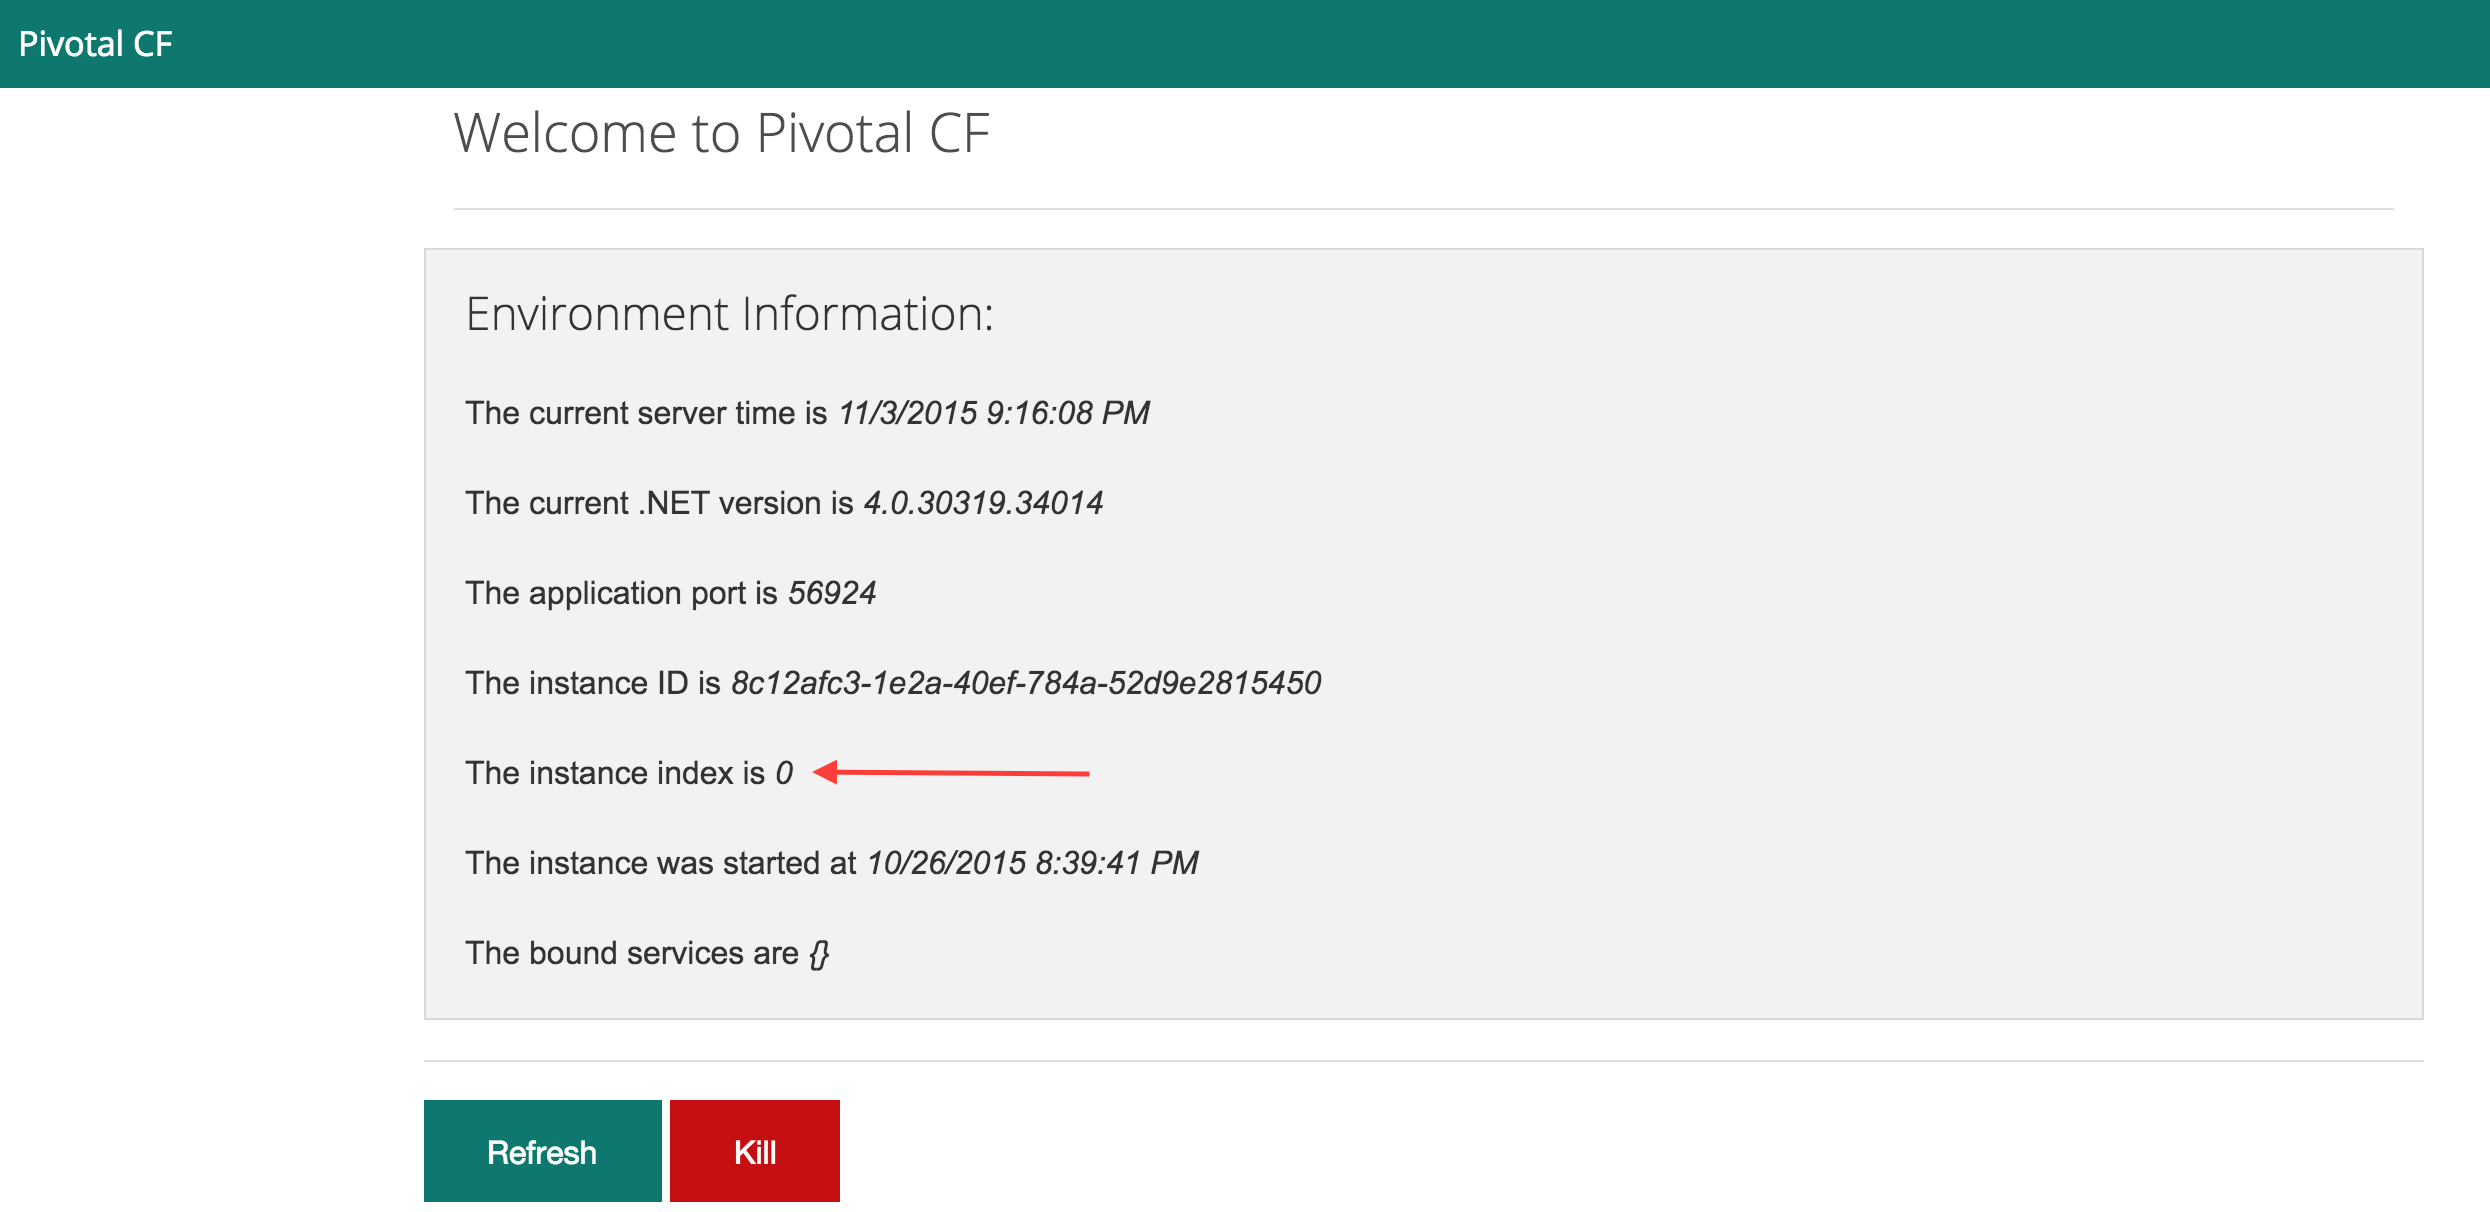 Pivotal CF
Welcome to Pivotal CF
Environment Information:
The current server time is 11/3/2015 9:16:08 PM
The current .NET version is 4.0.30319.34014
The application port is 56924
The instance ID is 8c12afc3-1e2a-40ef-784a-52d9e2815450
The instance index is 0
The instance was started at 10/26/2015 8:39:41 PM
The bound services are {}
Refresh
Kill